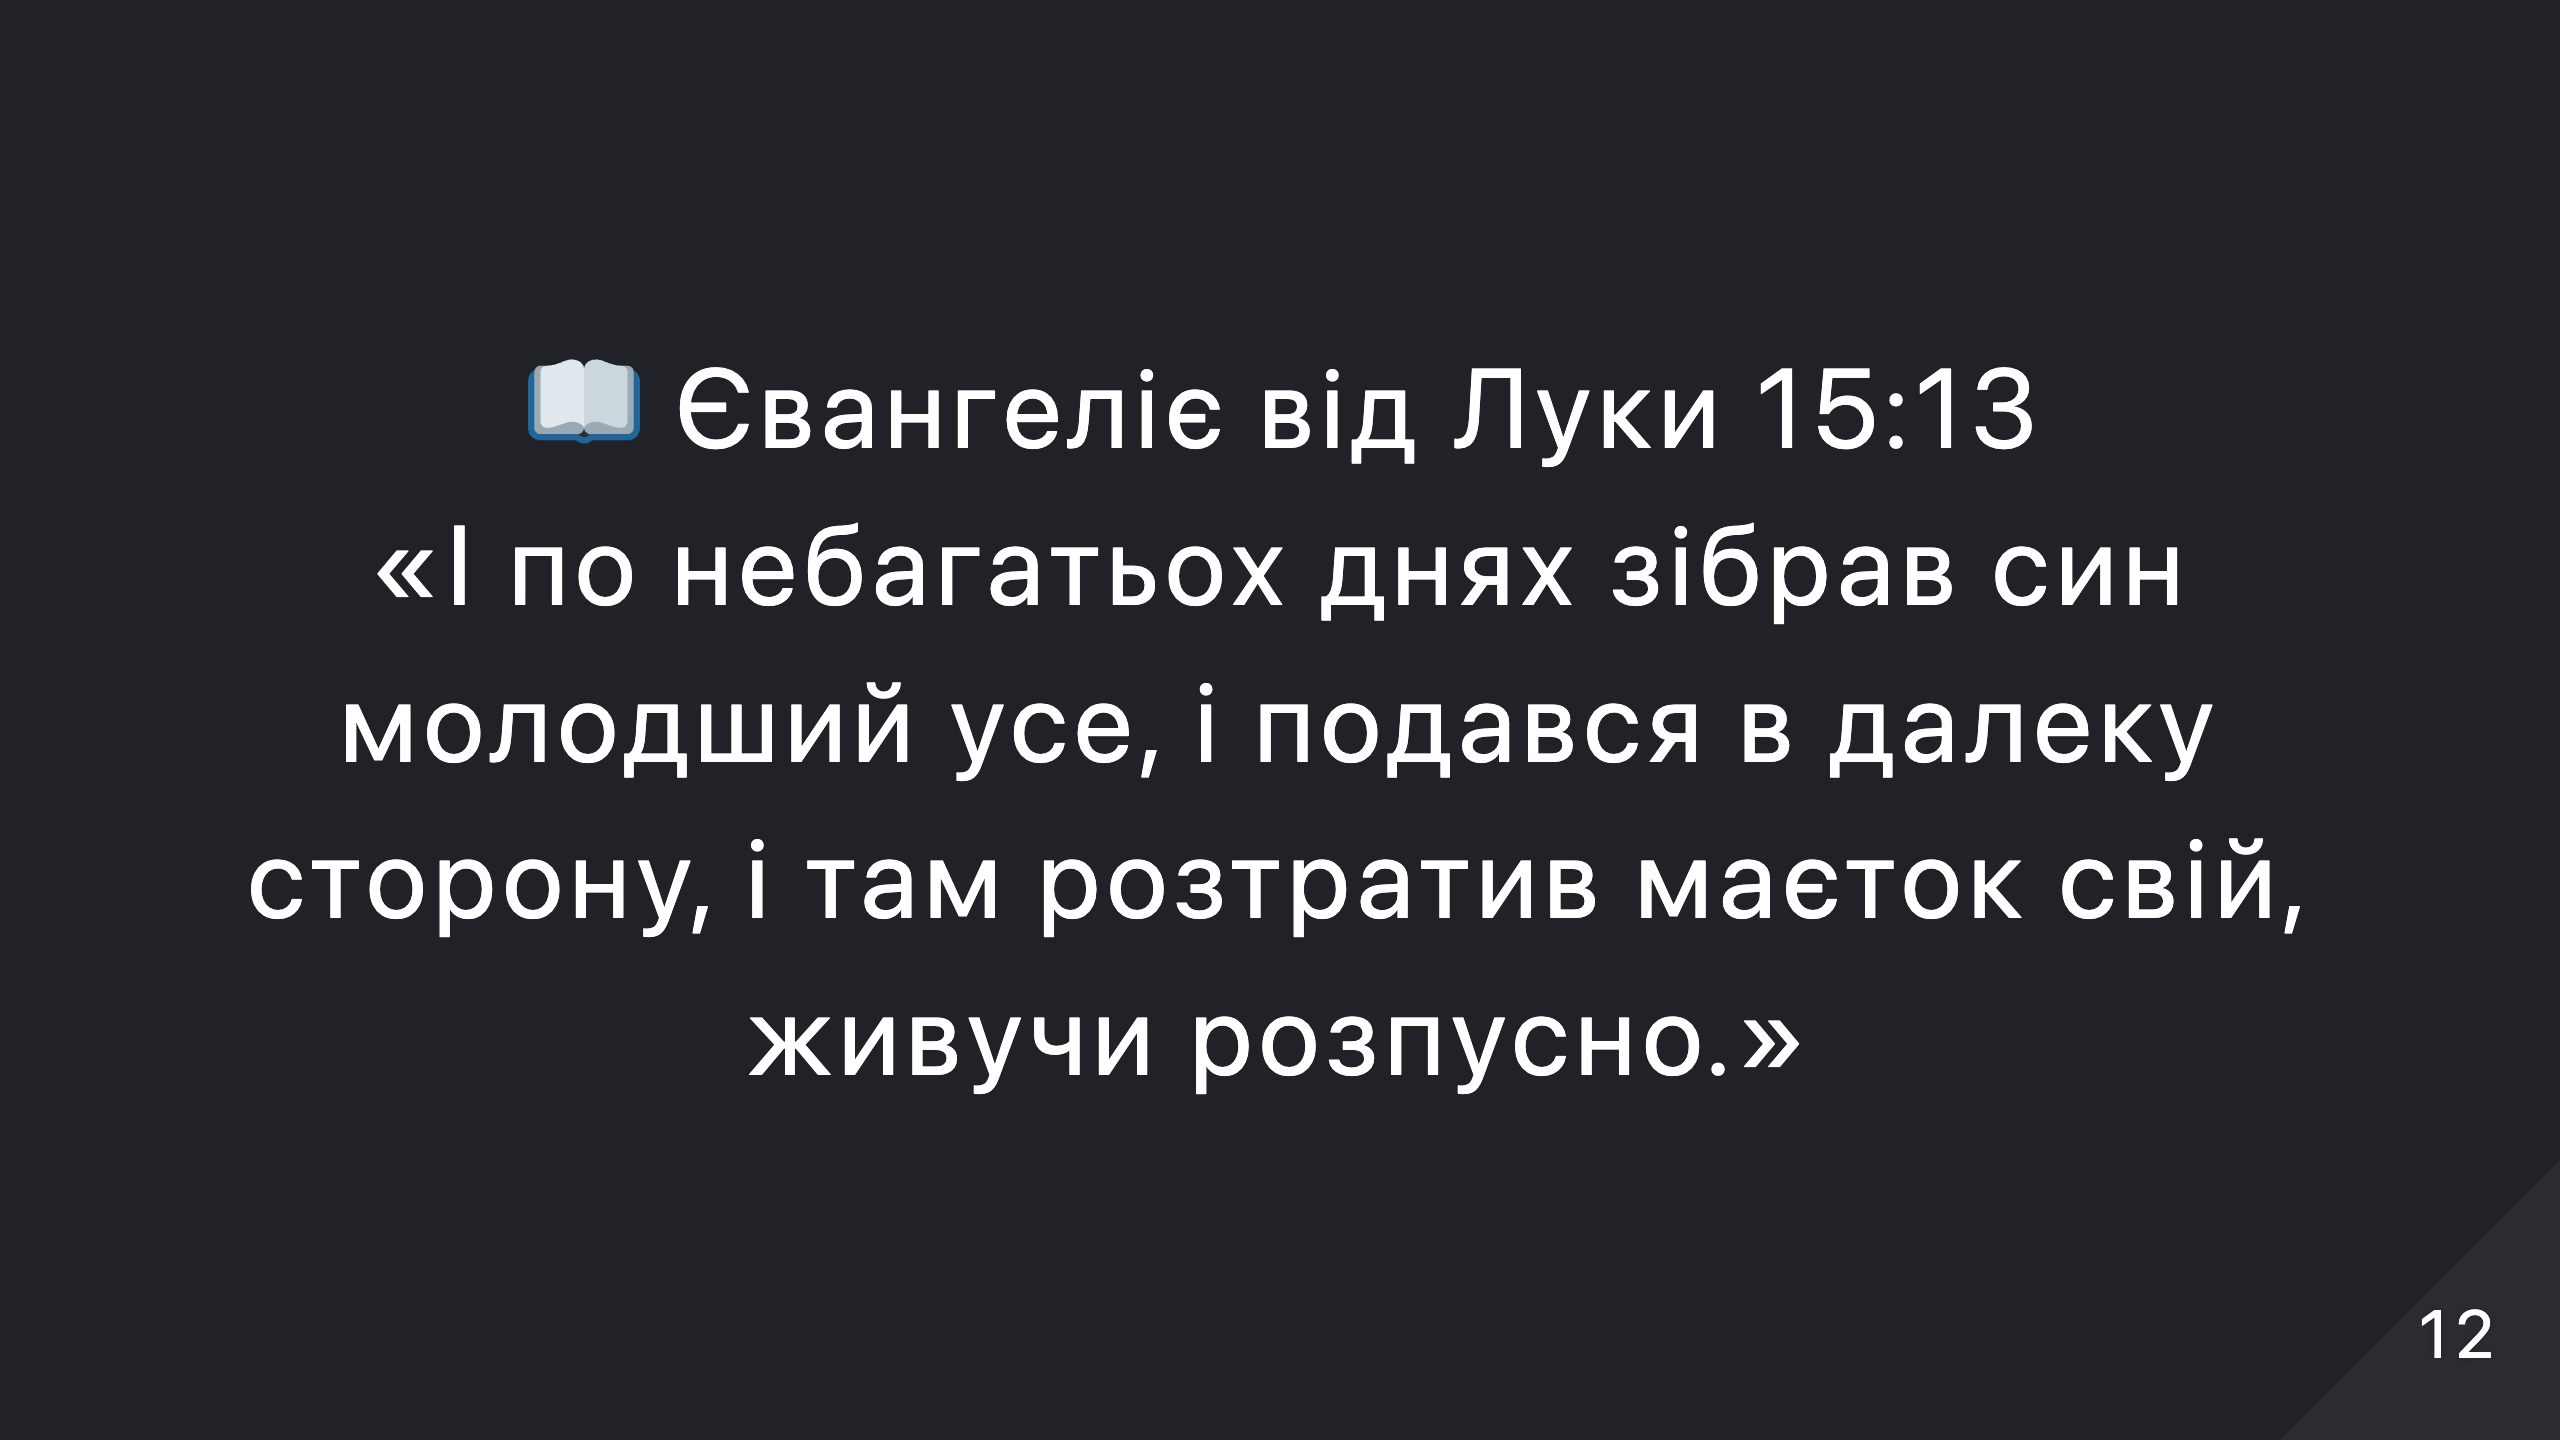 📖 Євангеліє від Луки 15:13
«І по небагатьох днях зібрав син
молодший усе, і подався в далеку
сторону, і там розтратив маєток свій,
живучи розпусно.»
12